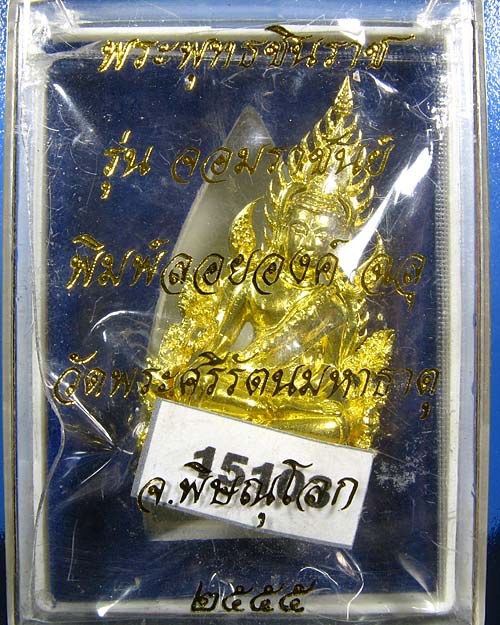 พระพุทธชินราช
รุ่น จอมราชันย์
พิมพ์ลอยองค์ ฉลุ
วัดพระศรีรัตนมหาธาตุ
จ.พิษณุโลก
๒๕๕๕